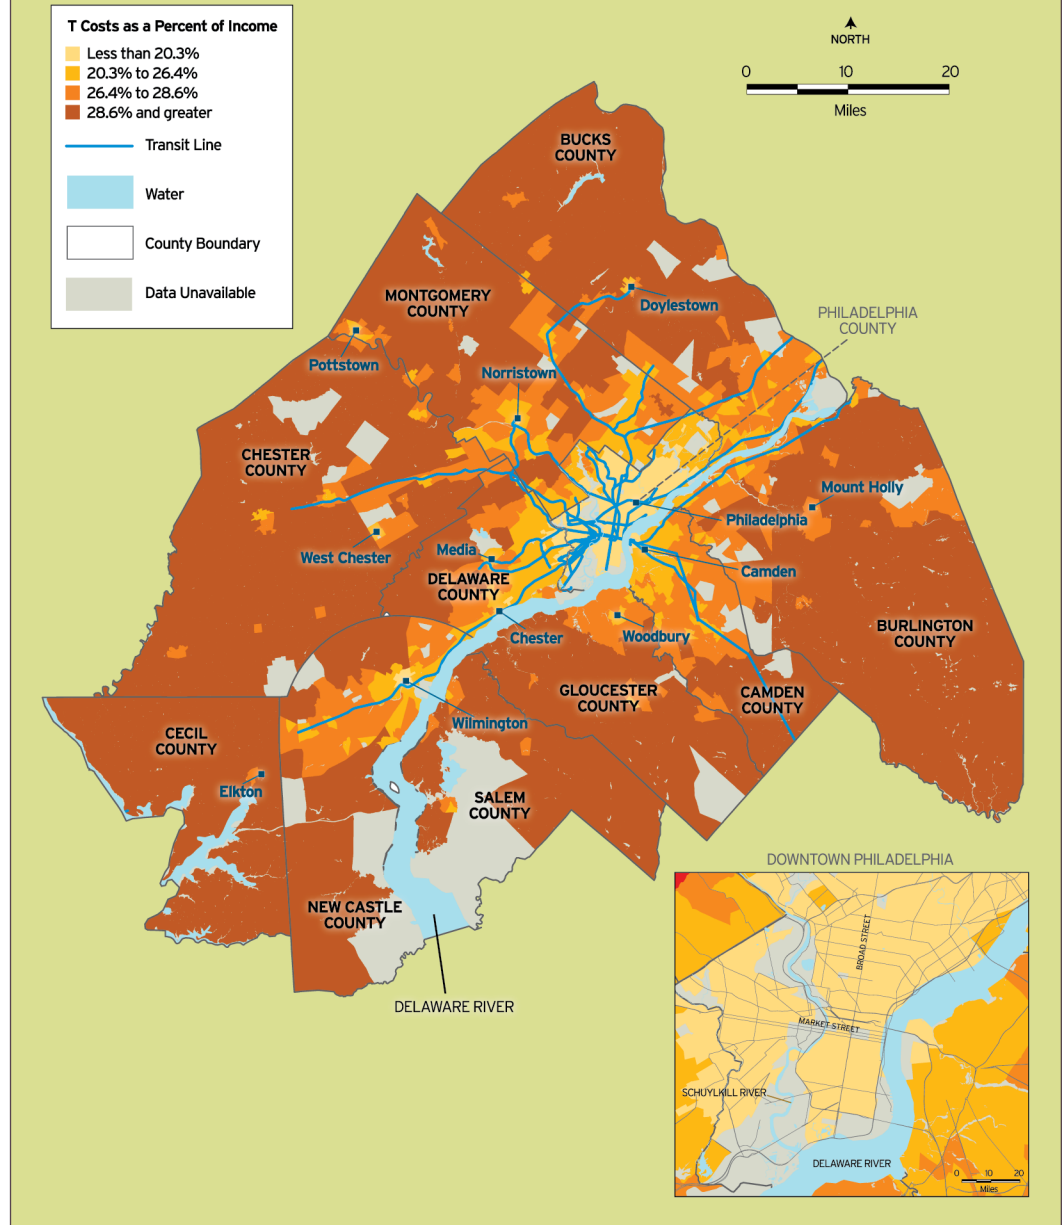 T Costs as a Percent of Income
Less than 20.3%
20.3% to 26.4%
26.4% to 28.6%
28.6% and greater
Transit Line
Water
County Boundary
Data Unavailable
NORTH
0 10 20
Miles
BUCKS
COUNTY
MONTGOMERY
COUNTY
Doylestown
PHILADELPHIA
COUNTY
Pottstown
Norristown
CHESTER
COUNTY
Mount Holly
Philadelphia
West Chester
Media
DELAWARE
COUNTY
Camden
Chester
Woodbury
BURLINGTON
COUNTY
GLOUCESTER
COUNTY
CAMDEN
COUNTY
Wilmington
CECIL
COUNTY
Elkton
SALEM
COUNTY
NEW CASTLE
COUNTY
DELAWARE RIVER
DOWNTOWN PHILADELPHIA
BROAD STREET
MARKET STREET
SCHUYLKILL RIVER
DELAWARE RIVER
0 10 20
Miles